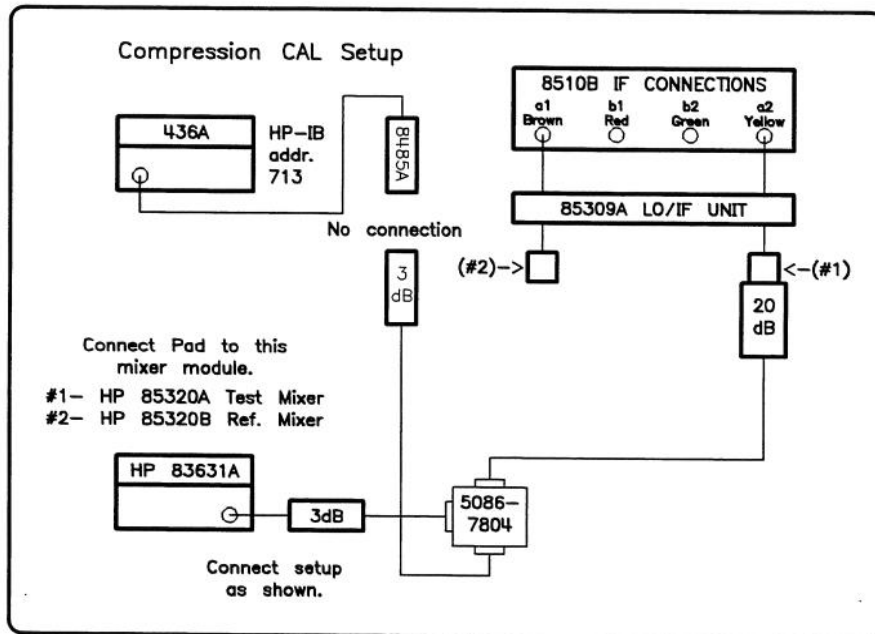 Compression CAL Setup
436A
HP-IB
addr.
713
8485A
8510B IF CONNECTIONS
a1
Brown
b1
Red
b2
Green
a2
Yellow
85309A LO/IF UNIT
No connection
(#2)->
<-(#1)
3
dB
20
dB
Connect Pad to this
mixer module.
#1- HP 85320A Test Mixer
#2- HP 85320B Ref. Mixer
HP 83631A
3dB
5086-
7804
Connect setup
as shown.